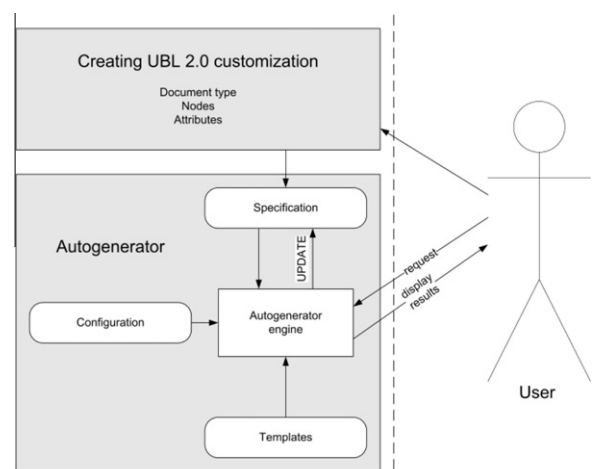 Creating UBL 2.0 customization
Document type
Nodes
Attributes
Specification
Autogenerator
UPDATE
request
display
results
Configuration
Autogenerator
engine
User
Templates